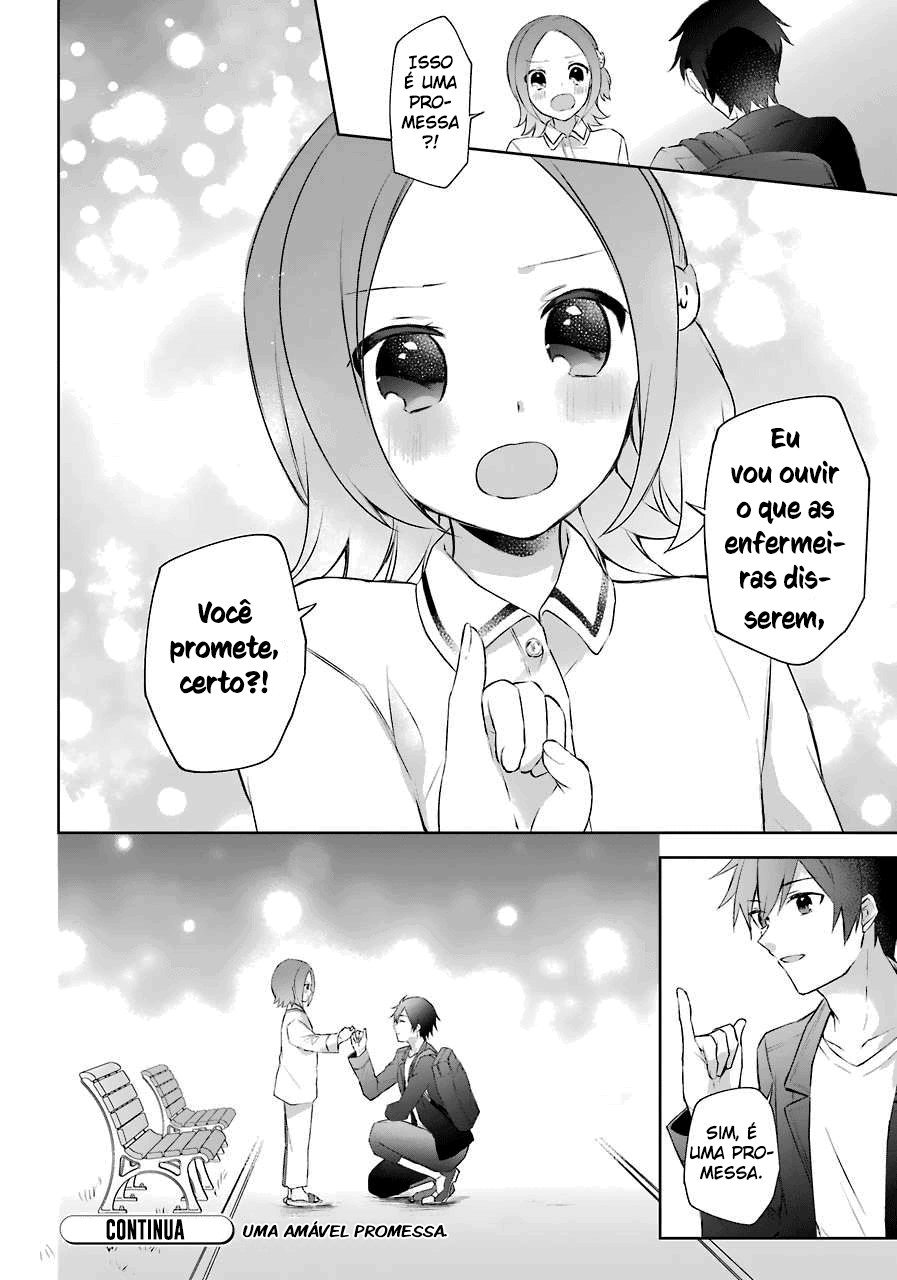 ISSO
É UMA
PRO-
MESSA
?!
Eu
vou ouvir
o que as
enfermei-
ras dis-
serem,
Você
promete,
certo?!
SIM, É
UMA PRO-
MESSA.
CONTINUA
UMA AMÁVEL PROMESSA.